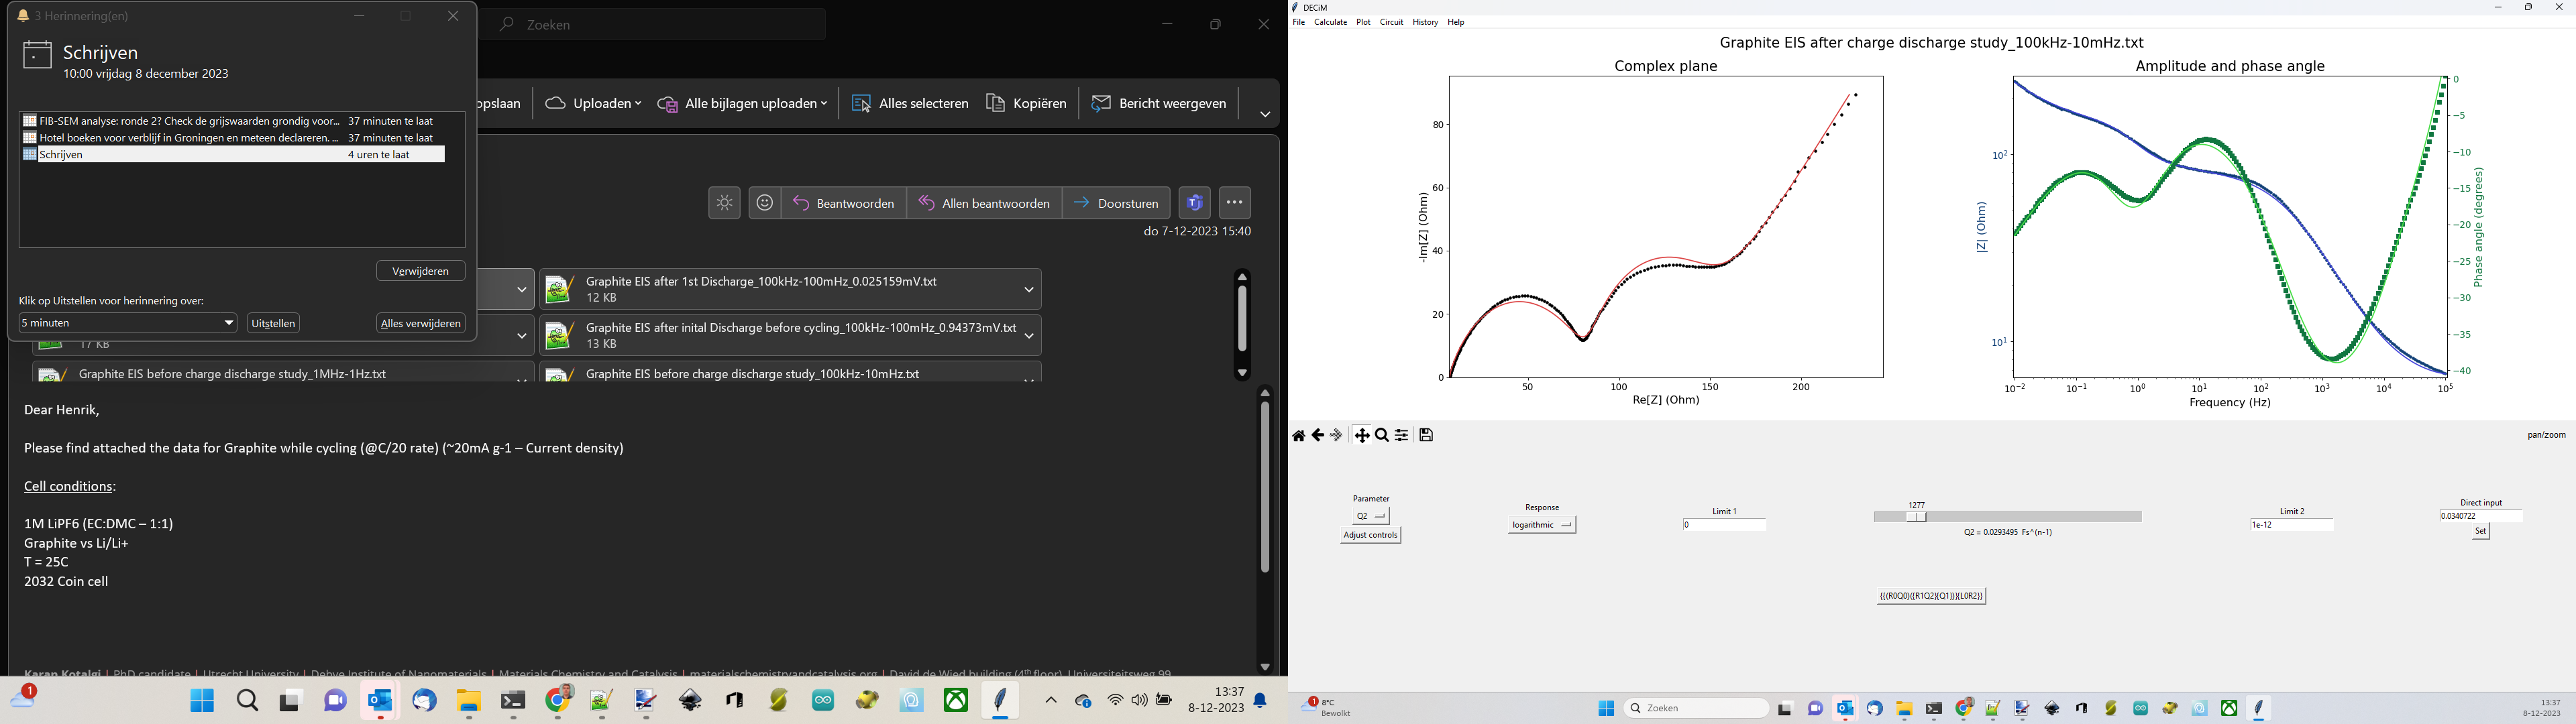 3 Herinnering(en)
Schrijven
10:00 vrijdag 8 december 2023
FIB-SEM analyse: ronde 2? Check de grijswaarden grondig voor... 37 minuten te laat
Hotel boeken voor verblijf in Groningen en meteen declareren. ... 37 minuten te laat
Schrijven 4 uren te laat
Verwijderen
Klik op Uitstellen voor herinnering over:
5 minuten Uitstellen Alles verwijderen
Zoeken
opslaan Uploaden Alle bijlagen uploaden Alles selecteren Kopiëren Bericht weergeven
Beantwoorden Allen beantwoorden Doorsturen
do 7-12-2023 15:40
Graphite EIS after 1st Discharge_100kHz-100mHz_0.025159mV.txt
12 KB
Graphite EIS after inital Discharge before cycling_100kHz-100mHz_0.94373mV.txt
17 KB 13 KB
Graphite EIS before charge discharge study_1MHz-1Hz.txt Graphite EIS before charge discharge study_100kHz-10mHz.txt
Dear Henrik,
Please find attached the data for Graphite while cycling (@C/20 rate) (~20mA g-1 – Current density)
Cell conditions:
1M LiPF6 (EC:DMC – 1:1)
Graphite vs Li/Li+
T = 25C
2032 Coin cell
Karan Kotalgi | PhD candidate | Utrecht University | Debye Institute of Nanomaterials | Materials Chemistry and Catalysis | materialschemistryandcatalysis.org | David de Wied building (4th floor), Universiteitsweg 99
1
13:37
8-12-2023
DECiM
File Calculate Plot Circuit History Help
Graphite EIS after charge discharge study_100kHz-10mHz.txt
Complex plane
-Im[Z] (Ohm)
80
60
40
20
0
50 100 150 200
Re[Z] (Ohm)
Amplitude and phase angle
|Z| (Ohm)
10²
10¹
0
−5
−10
−15
−20
−25
−30
−35
−40
Phase angle (degrees)
10⁻² 10⁻¹ 10⁰ 10¹ 10² 10³ 10⁴ 10⁵
Frequency (Hz)
pan/zoom
Parameter
Q2
Adjust controls
Response
logarithmic
Limit 1
0
1277
Q2 = 0.0293495 Fs^(n-1)
Limit 2
1e-12
Direct input
0.0340722
Set
{{(R0Q0)([R1Q2]{Q1})}{L0R2}}
1
8°C
Bewolkt
Zoeken
13:37
8-12-2023